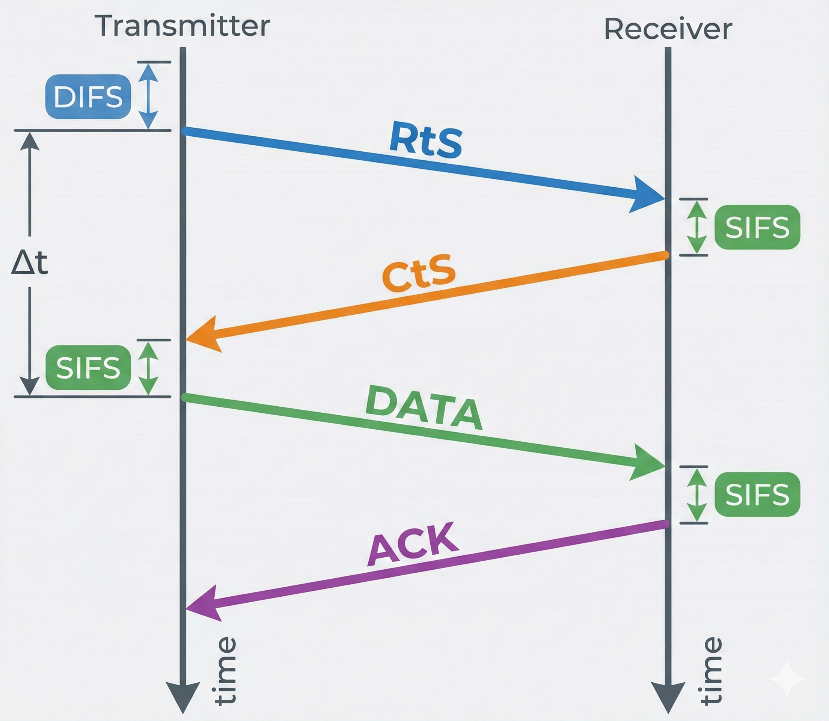 Transmitter
Receiver
DIFS
RtS
SIFS
Δt
CtS
SIFS
DATA
SIFS
ACK
time
time